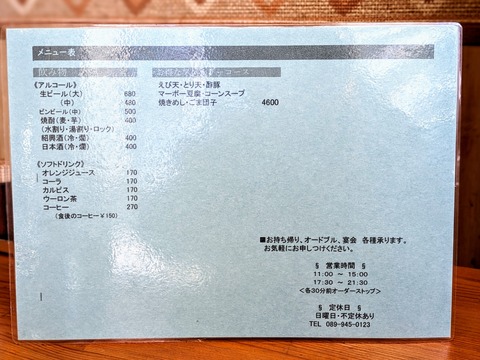 メニュー表
飲み物
コース
《アルコール》
生ビール(大) 680
(中) 480
ビンビール(中) 500
焼酎(麦・芋) 400
(水割り・湯割り・ロック)
紹興酒(冷・燗) 400
日本酒(冷・燗) 400
《ソフトドリンク》
オレンジジュース 170
コーラ 170
カルピス 170
ウーロン茶 170
コーヒー 270
(食後のコーヒー¥150)
えび天・とり天・酢豚
マーボー豆腐・コーンスープ
焼きめし・ごま団子 4600
■お持ち帰り、オードブル、宴会 各種承ります。
お気軽にお申しつけください。
§ 営業時間 §
11:00 ～ 15:00
17:30 ～ 21:30
<各30分前オーダーストップ>
§ 定休日 §
日曜日・不定休あり
TEL 089-945-0123